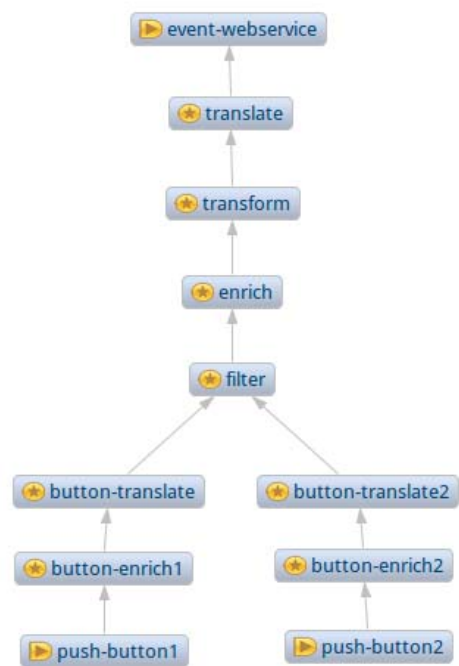 event-webservice
translate
transform
enrich
filter
button-translate
button-translate2
button-enrich1
button-enrich2
push-button1
push-button2